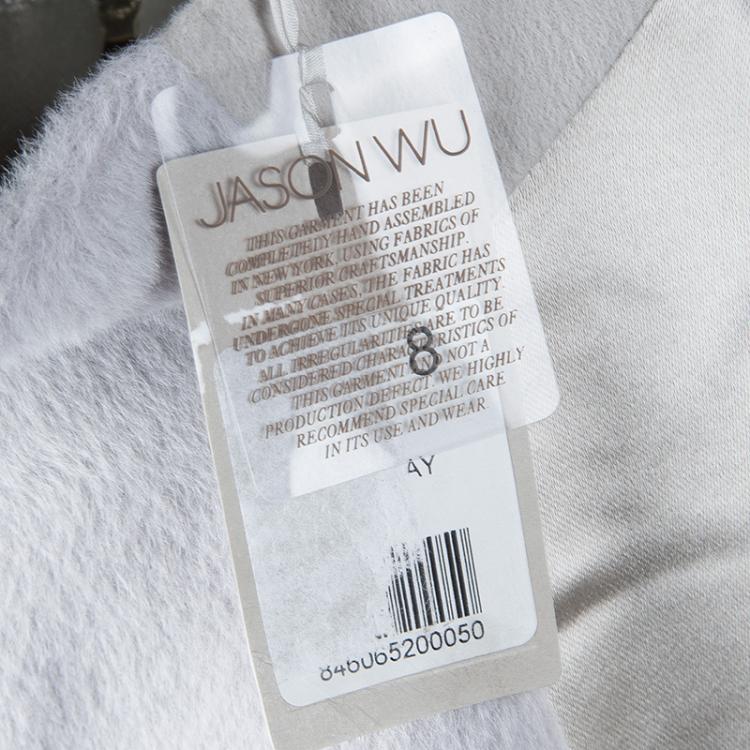 JASON WU
THIS GARMENT HAS BEEN
COMPLETELY HAND ASSEMBLED
IN NEW YORK, USING FABRICS OF
SUPERIOR CRAFTSMANSHIP.
IN MANY CASES, THE FABRIC HAS
UNDERGONE SPECIAL TREATMENTS
TO ACHIEVE ITS UNIQUE QUALITY.
ALL IRREGULARITIES ARE TO BE
CONSIDERED CHARACTERISTICS OF
THIS GARMENT AND NOT A
PRODUCTION DEFECT. WE HIGHLY
RECOMMEND SPECIAL CARE
IN ITS USE AND WEAR
8
AY
846065200050